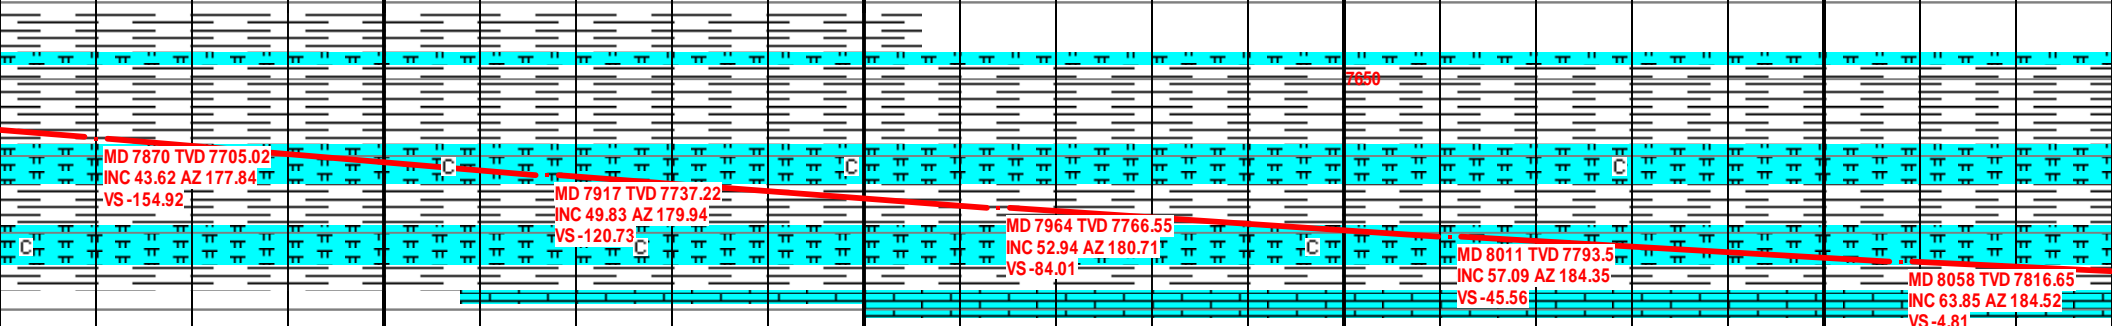 7650
MD 7870 TVD 7705.02
INC 43.62 AZ 177.84
VS -154.92
C
C
C
MD 7917 TVD 7737.22
INC 49.83 AZ 179.94
VS -120.73
MD 7964 TVD 7766.55
INC 52.94 AZ 180.71
VS -84.01
C
C
C
MD 8011 TVD 7793.5
INC 57.09 AZ 184.35
VS -45.56
MD 8058 TVD 7816.65
INC 63.85 AZ 184.52
VS -4.81